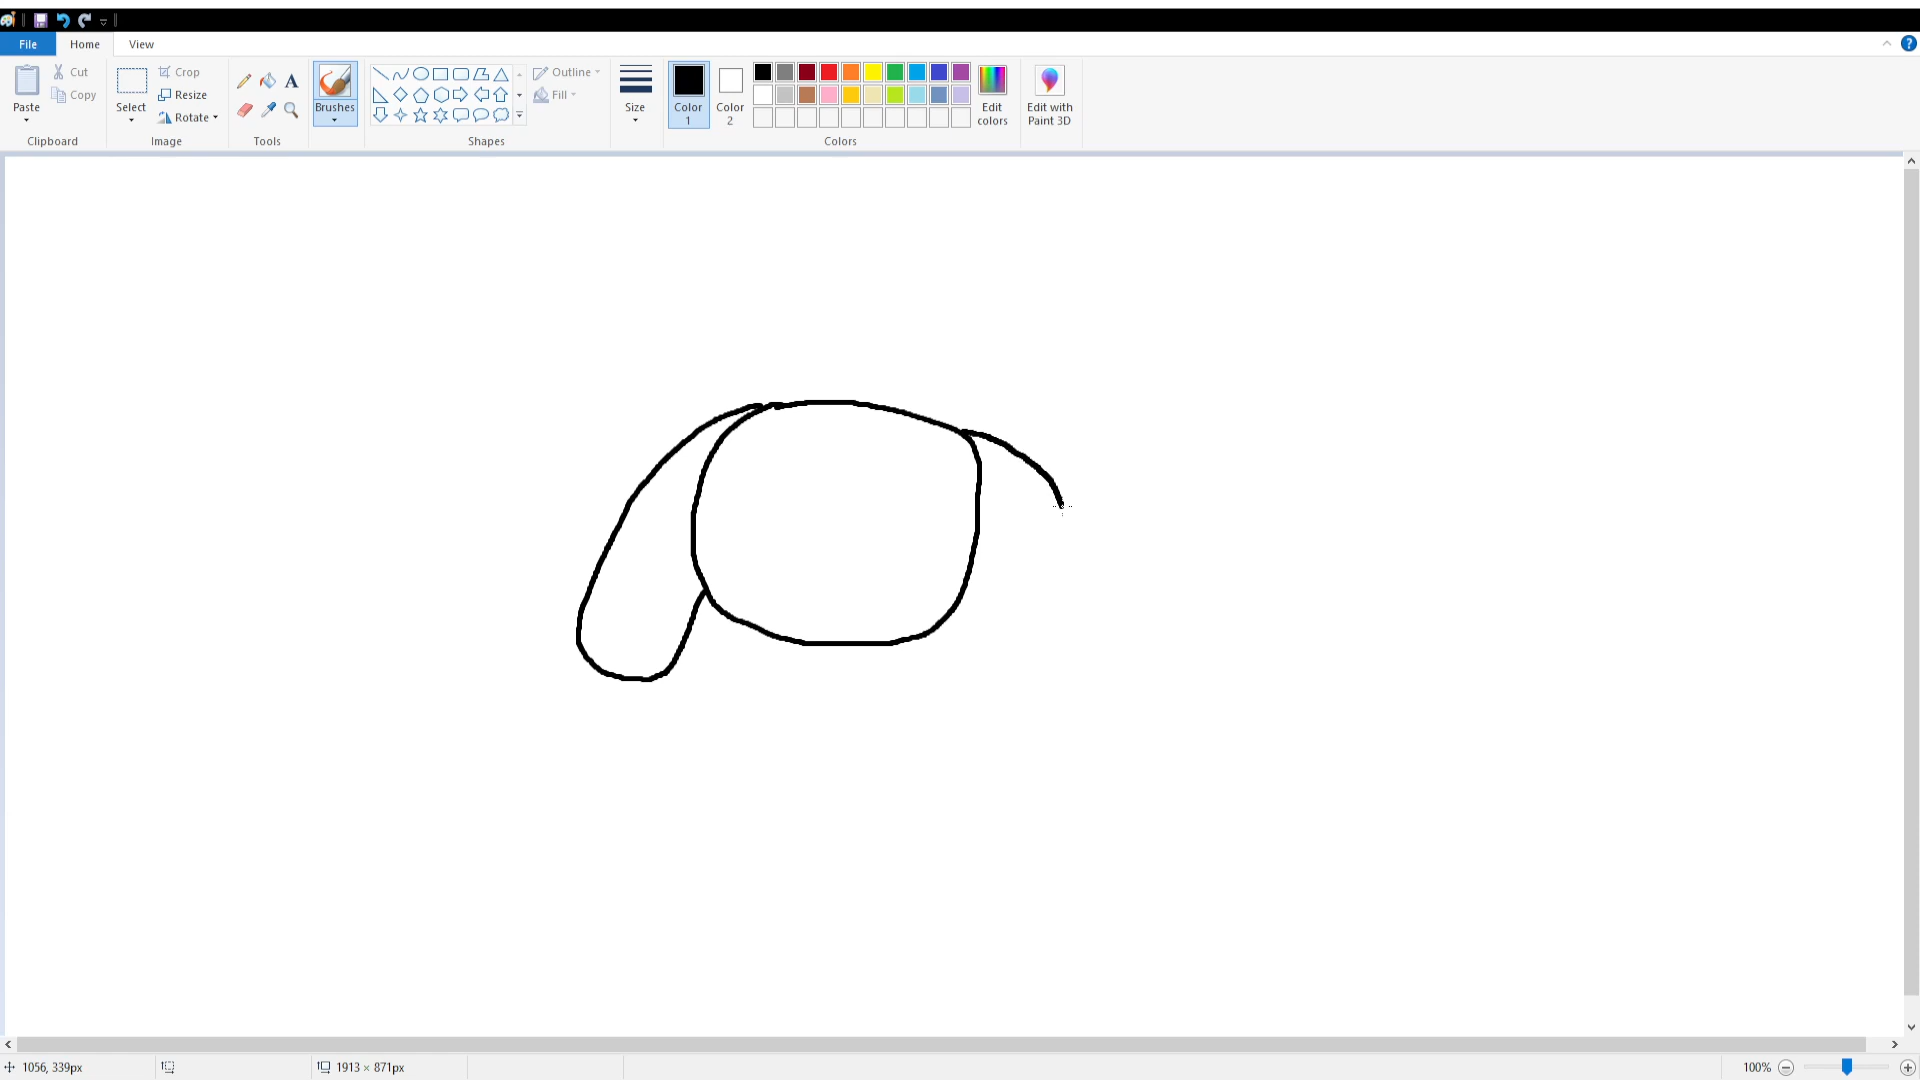 File Home View
Paste
Cut
Copy
Clipboard
Select
Crop
Resize
Rotate
Image
A
Tools
Brushes
Outline
Fill
Shapes
Size
Color
1
Color
2
Edit
colors
Colors
Edit with
Paint 3D
?
1056, 339px
1913 × 871px
100%